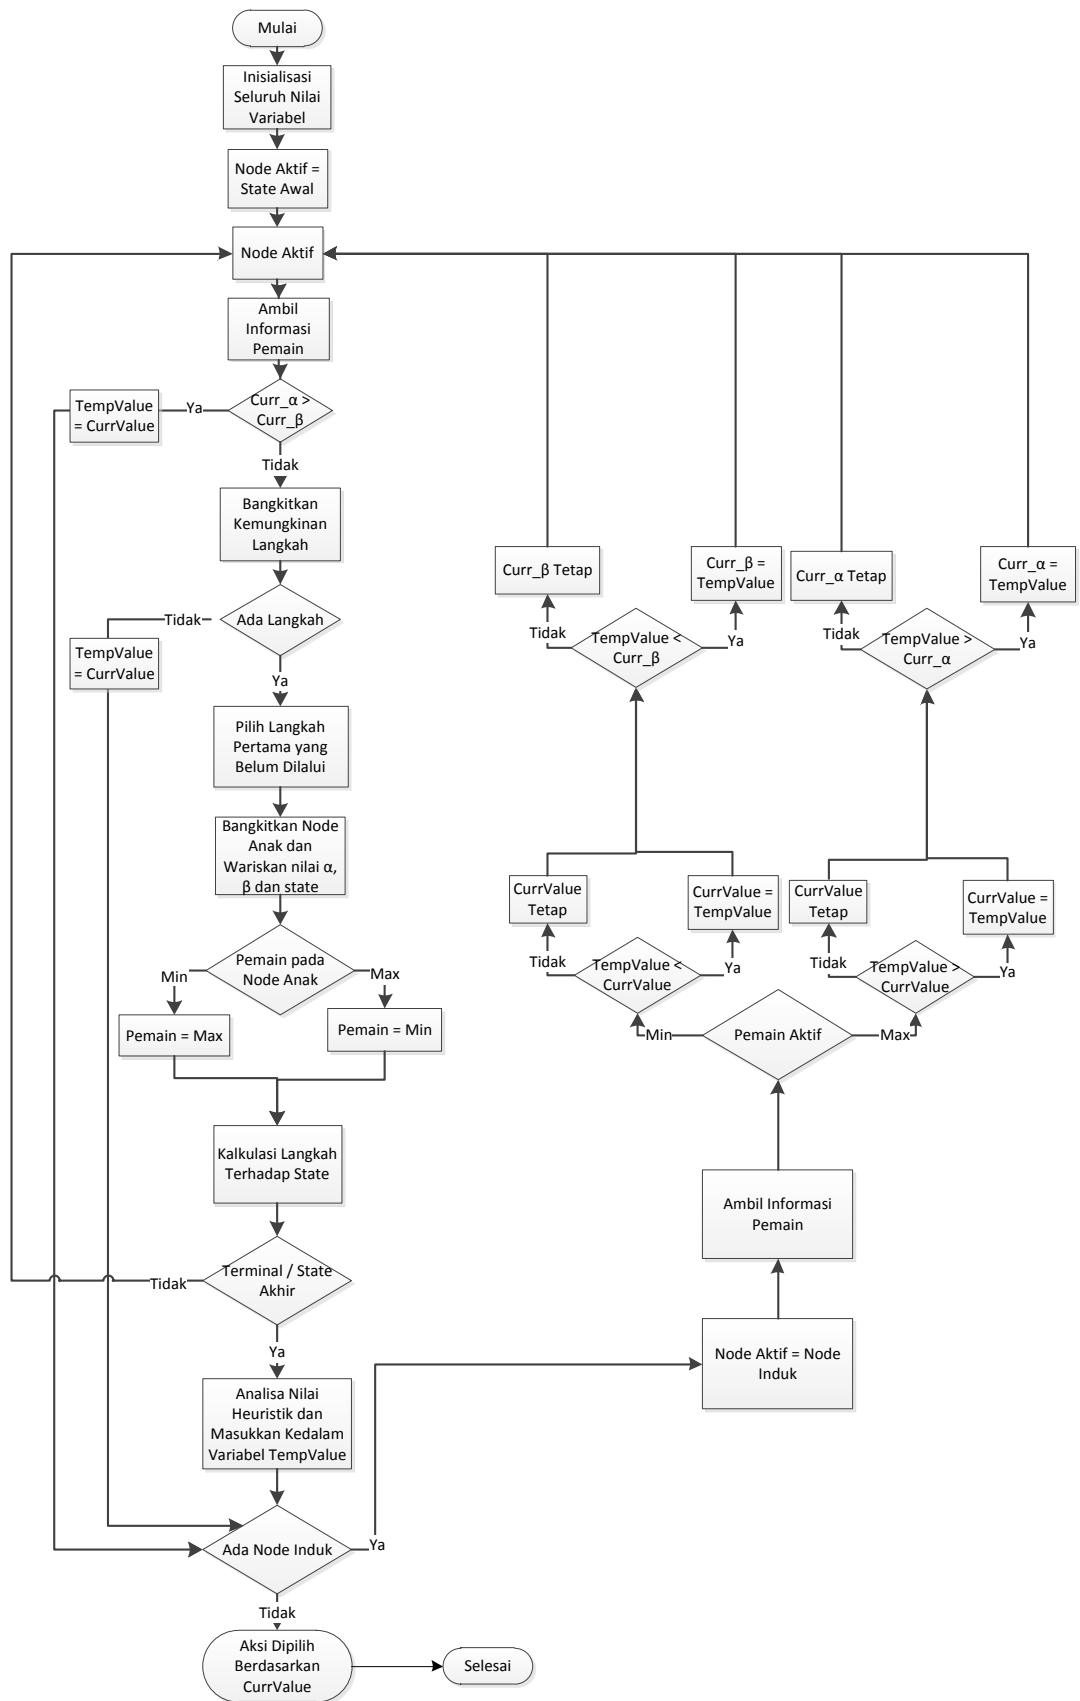 Mulai
Inisialisasi
Seluruh Nilai
Variabel
Node Aktif =
State Awal
Node Aktif
Ambil
Informasi
Pemain
Curr_α >
Curr_β
Ya
TempValue
= CurrValue
Tidak
Bangkitkan
Kemungkinan
Langkah
Ada Langkah
Tidak
TempValue
= CurrValue
Ya
Pilih Langkah
Pertama yang
Belum Dilalui
Bangkitkan Node
Anak dan
Wariskan nilai α,
β dan state
Pemain pada
Node Anak
Min
Max
Pemain = Max
Pemain = Min
Kalkulasi Langkah
Terhadap State
Terminal / State
Akhir
Tidak
Ya
Analisa Nilai
Heuristik dan
Masukkan Kedalam
Variabel TempValue
Ada Node Induk
Ya
Tidak
Aksi Dipilih
Berdasarkan
CurrValue
Selesai
Node Aktif = Node
Induk
Ambil Informasi
Pemain
Pemain Aktif
Min
Max
TempValue <
CurrValue
Tidak
Ya
CurrValue
Tetap
CurrValue =
TempValue
TempValue <
Curr_β
Tidak
Ya
Curr_β Tetap
Curr_β =
TempValue
TempValue >
CurrValue
Tidak
Ya
CurrValue
Tetap
CurrValue =
TempValue
TempValue >
Curr_α
Tidak
Ya
Curr_α Tetap
Curr_α =
TempValue